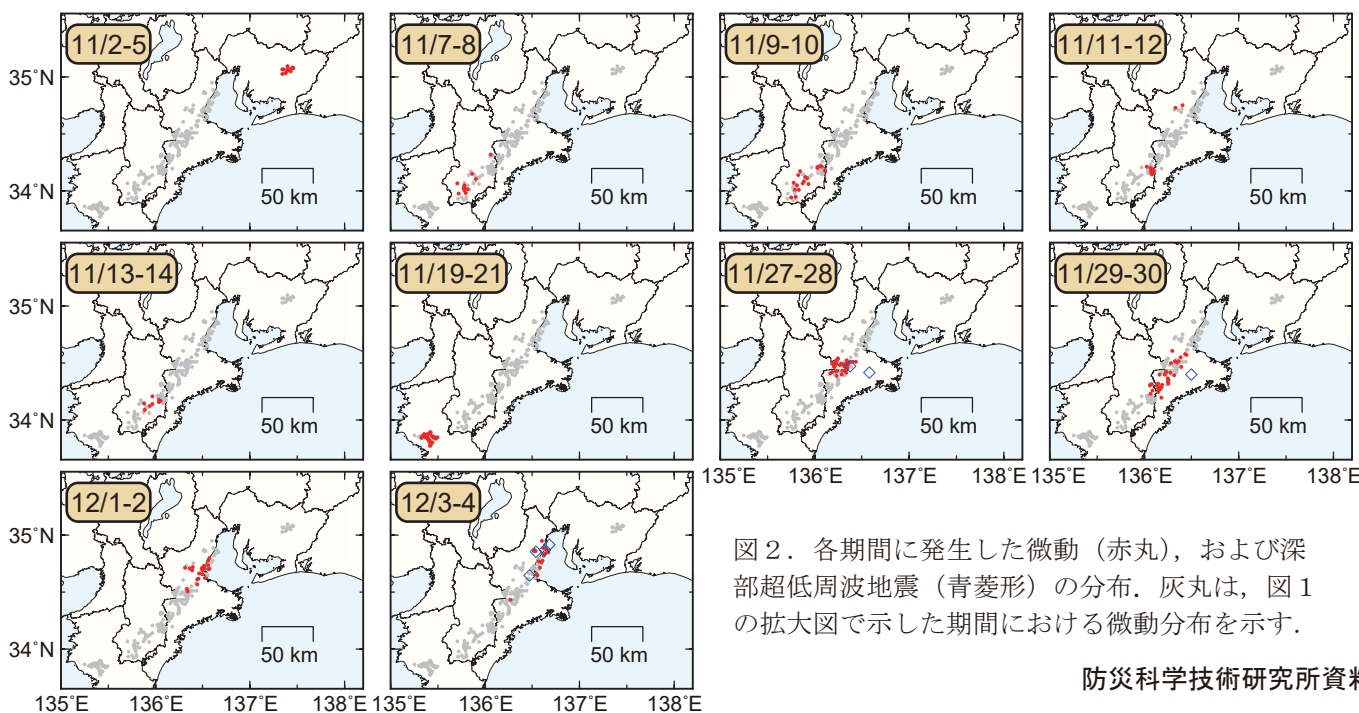 11/2-5
11/7-8
11/9-10
11/11-12
35°N
34°N
50 km
50 km
50 km
50 km
11/13-14
11/19-21
11/27-28
11/29-30
35°N
34°N
50 km
50 km
50 km
50 km
135°E 136°E 137°E 138°E
135°E 136°E 137°E 138°E
12/1-2
12/3-4
35°N
34°N
50 km
50 km
135°E 136°E 137°E 138°E
135°E 136°E 137°E 138°E
図2．各期間に発生した微動（赤丸），および深
部超低周波地震（青菱形）の分布．灰丸は，図1
の拡大図で示した期間における微動分布を示す．
防災科学技術研究所資料